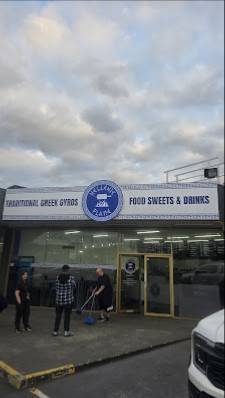 TRADITIONAL GREEK GYROS
FOOD SWEETS & DRINKS